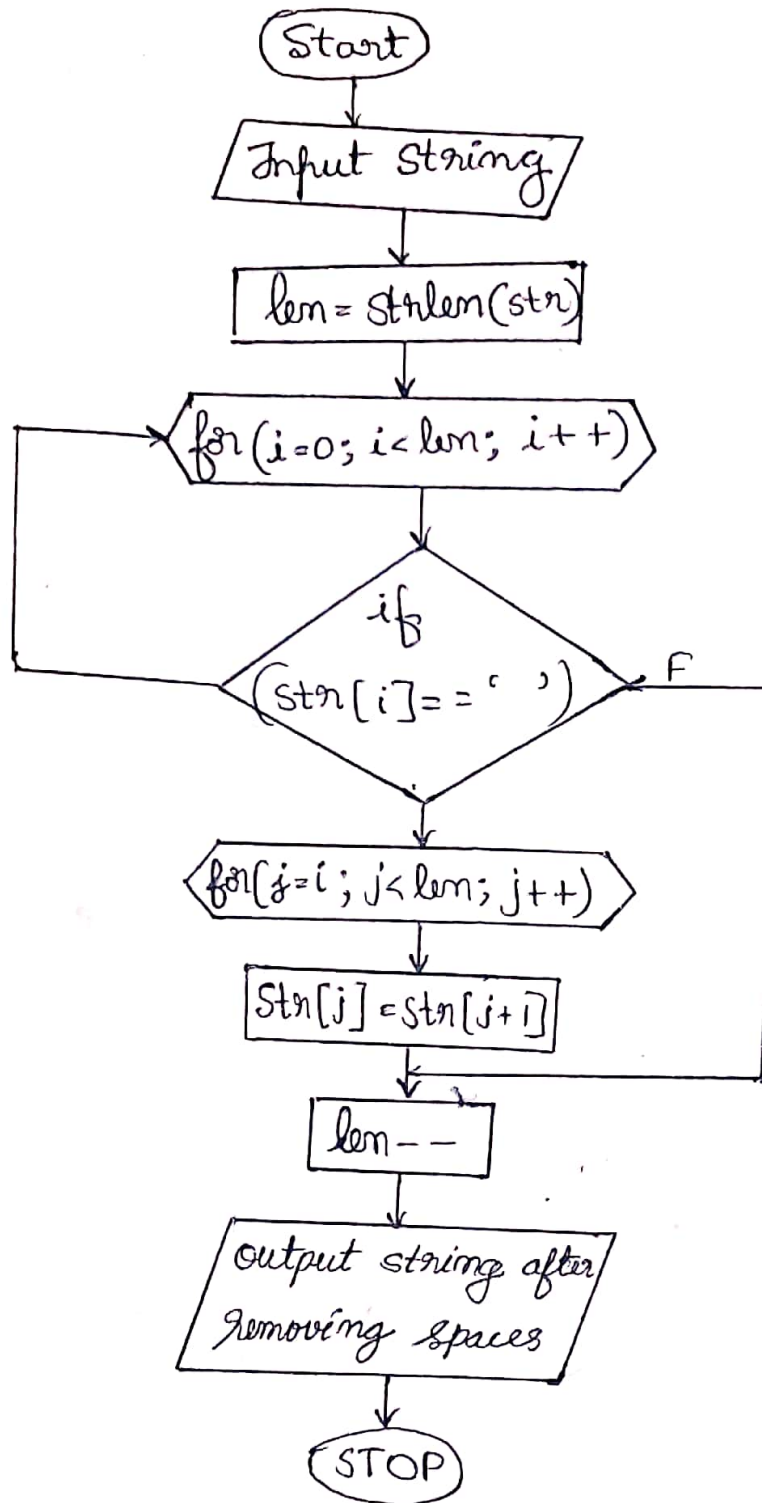 Start
Input String
len = strlen(str)
for(i=0; i<len; i++)
if
(str[i]== ' ')
F
for(j=i; j<len; j++)
Str[j] = str[j+i]
len--
output string after
removing spaces
STOP